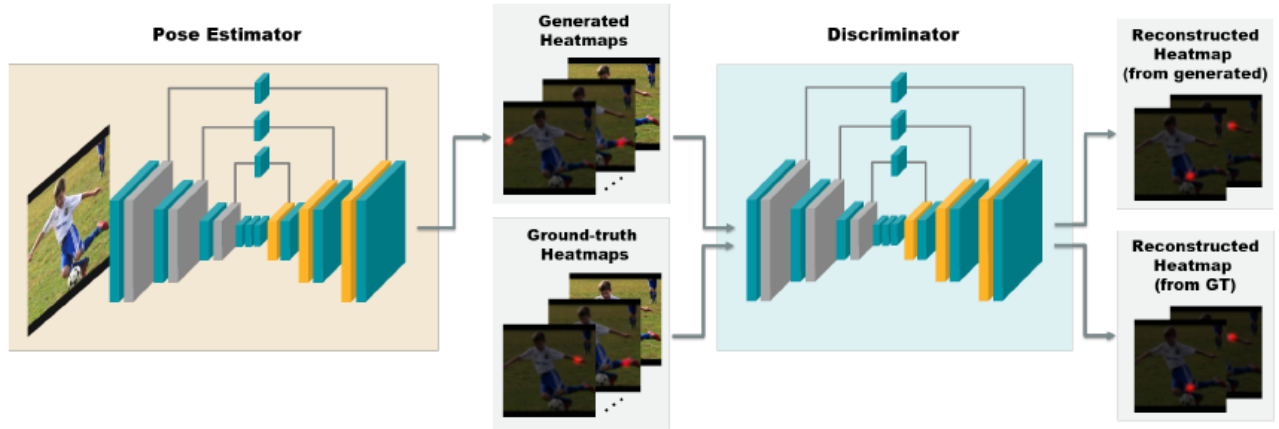 Pose Estimator
Generated
Heatmaps
Ground-truth
Heatmaps
Discriminator
Reconstructed
Heatmap
(from generated)
Reconstructed
Heatmap
(from GT)